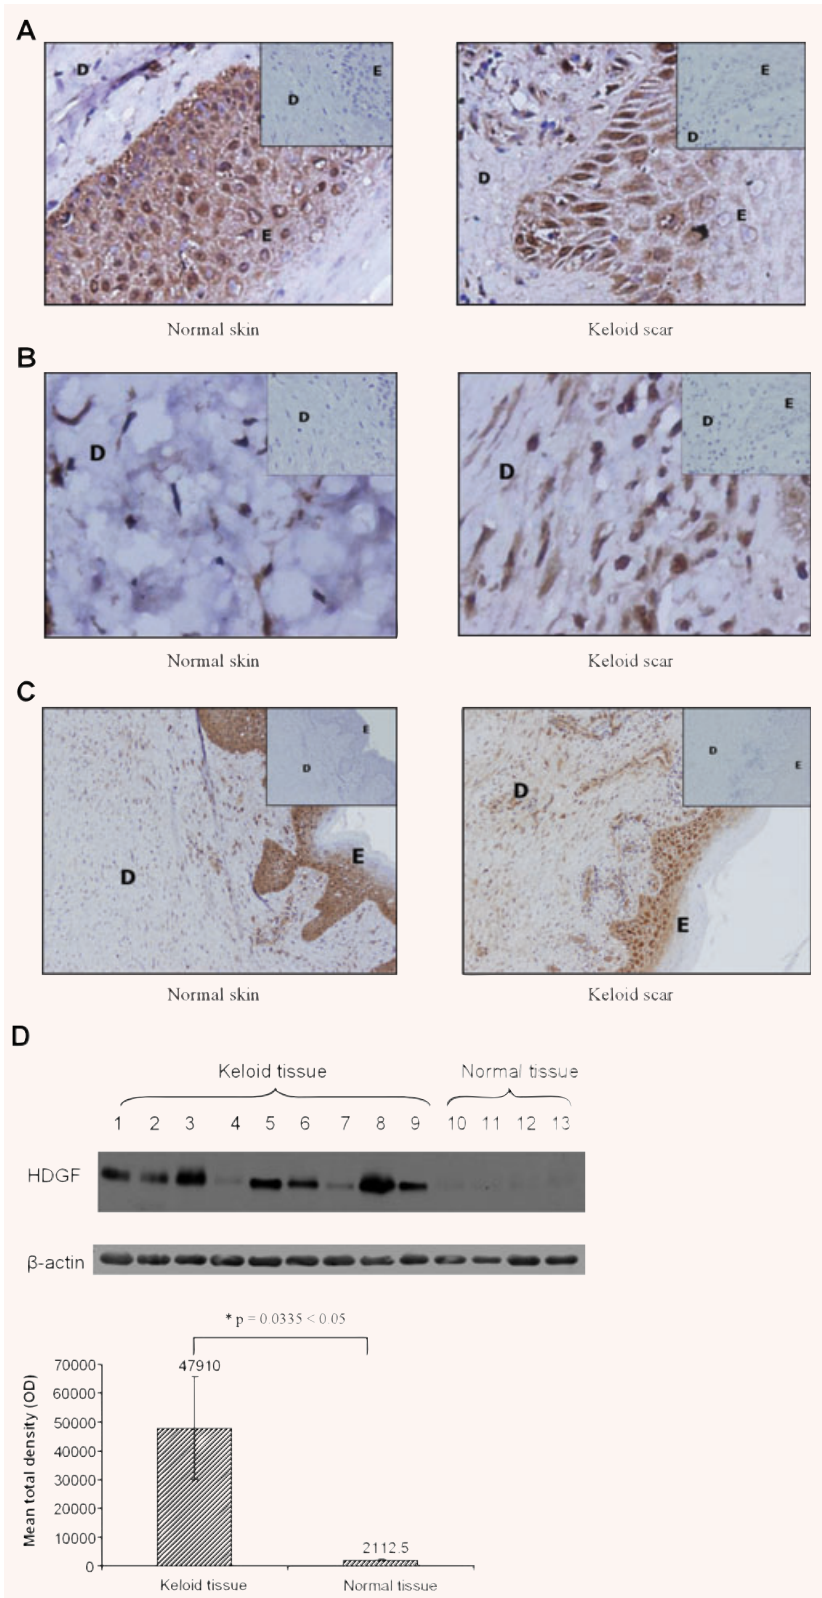 A
D
E
D
E
E
D
D
E
Normal skin
Keloid scar
B
D
D
E
D
D
Normal skin
Keloid scar
C
E
D
D
E
D
E
D
E
Normal skin
Keloid scar
D
Keloid tissue
Normal tissue
1 2 3 4 5 6 7 8 9 10 11 12 13
HDGF
β-actin
* p = 0.0335 < 0.05
70000
47910
60000
50000
40000
30000
20000
10000
0
2112.5
Mean total density (OD)
Keloid tissue
Normal tissue